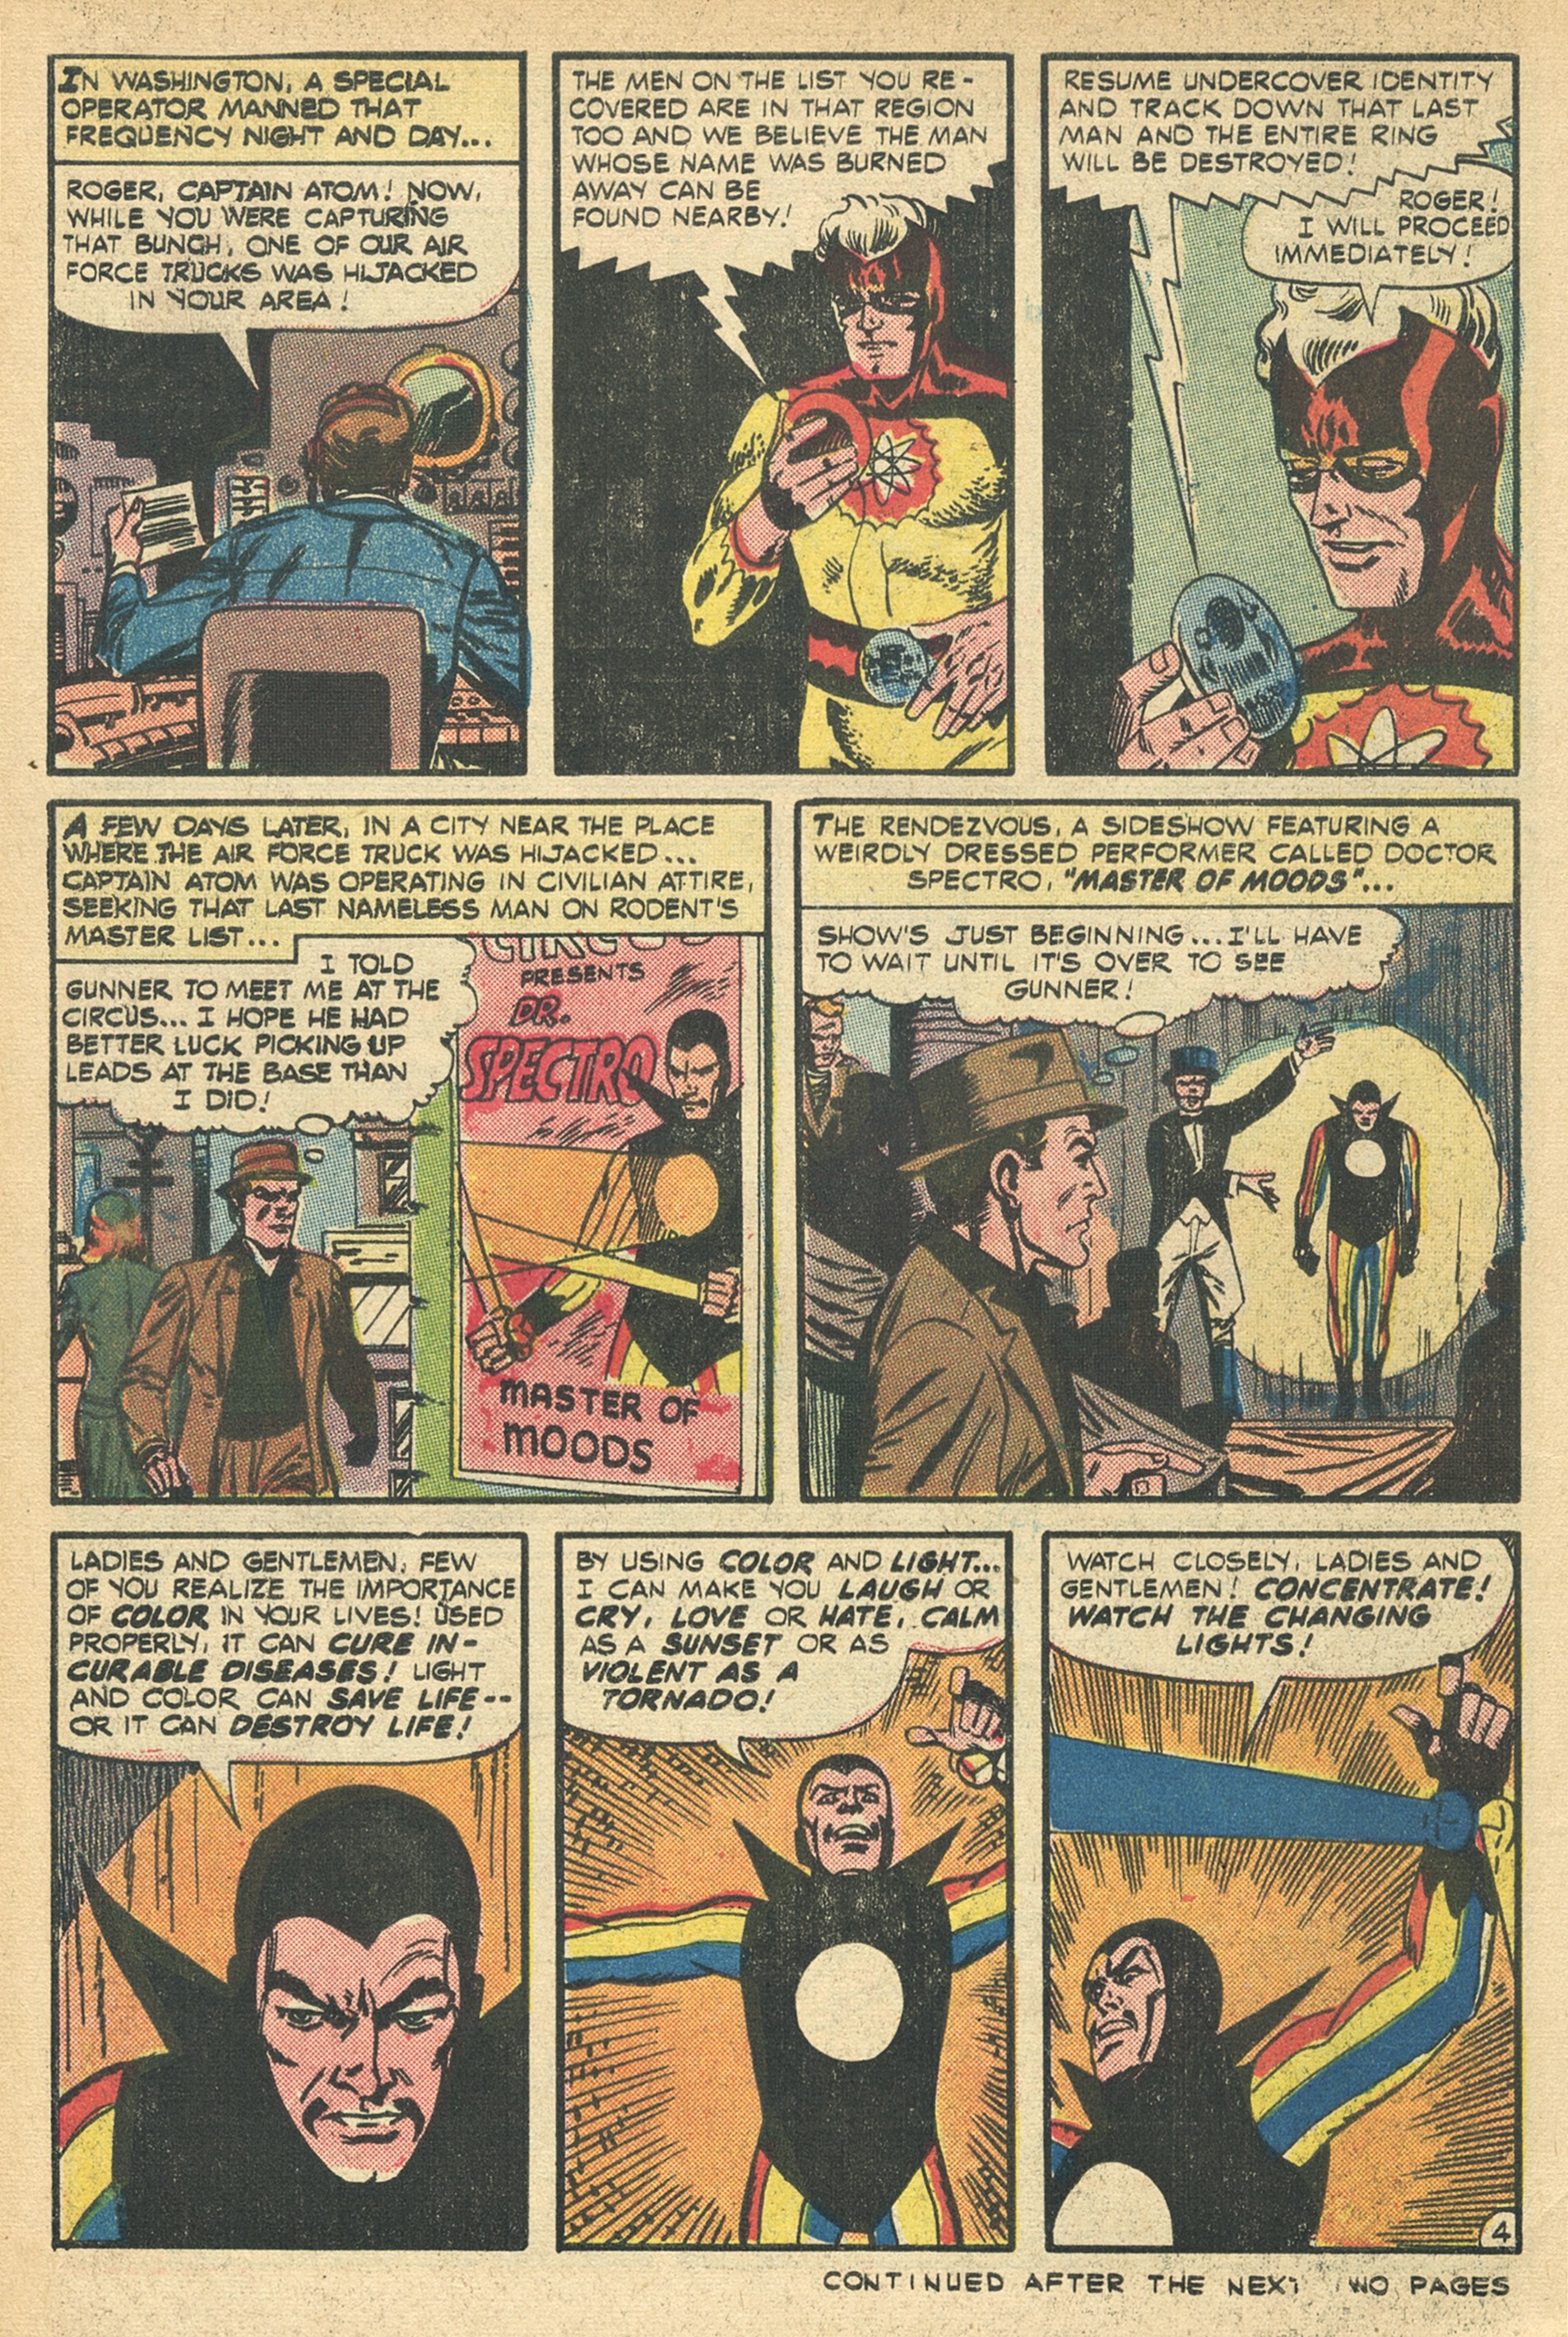 IN WASHINGTON, A SPECIAL
OPERATOR MANNED THAT
FREQUENCY NIGHT AND DAY...
ROGER, CAPTAIN ATOM! NOW,
WHILE YOU WERE CAPTURING
THAT BUNCH, ONE OF OUR AIR
FORCE TRUCKS WAS HIJACKED
IN YOUR AREA!
THE MEN ON THE LIST YOU RE-
COVERED ARE IN THAT REGION
TOO AND WE BELIEVE THE MAN
WHOSE NAME WAS BURNED
AWAY CAN BE
FOUND NEARBY!
RESUME UNDERCOVER IDENTITY
AND TRACK DOWN THAT LAST
MAN AND THE ENTIRE RING
WILL BE DESTROYED!
ROGER!
I WILL PROCEED
IMMEDIATELY!
A FEW DAYS LATER, IN A CITY NEAR THE PLACE
WHERE THE AIR FORCE TRUCK WAS HIJACKED...
CAPTAIN ATOM WAS OPERATING IN CIVILIAN ATTIRE,
SEEKING THAT LAST NAMELESS MAN ON RODENT'S
MASTER LIST...
I TOLD
GUNNER TO MEET ME AT THE
CIRCUS... I HOPE HE HAD
BETTER LUCK PICKING UP
LEADS AT THE BASE THAN
I DID!
CIRCUS
PRESENTS
DR.
SPECTRO
MASTER OF
MOODS
THE RENDEZVOUS, A SIDESHOW FEATURING A
WEIRDLY DRESSED PERFORMER CALLED DOCTOR
SPECTRO, "MASTER OF MOODS"...
SHOW'S JUST BEGINNING...I'LL HAVE
TO WAIT UNTIL IT'S OVER TO SEE
GUNNER!
LADIES AND GENTLEMEN, FEW
OF YOU REALIZE THE IMPORTANCE
OF COLOR IN YOUR LIVES! USED
PROPERLY, IT CAN CURE IN-
CURABLE DISEASES! LIGHT
AND COLOR CAN SAVE LIFE--
OR IT CAN DESTROY LIFE!
BY USING COLOR AND LIGHT...
I CAN MAKE YOU LAUGH OR
CRY, LOVE OR HATE, CALM
AS A SUNSET OR AS
VIOLENT AS A
TORNADO!
WATCH CLOSELY, LADIES AND
GENTLEMEN! CONCENTRATE!
WATCH THE CHANGING
LIGHTS!
4
CONTINUED AFTER THE NEXT TWO PAGES